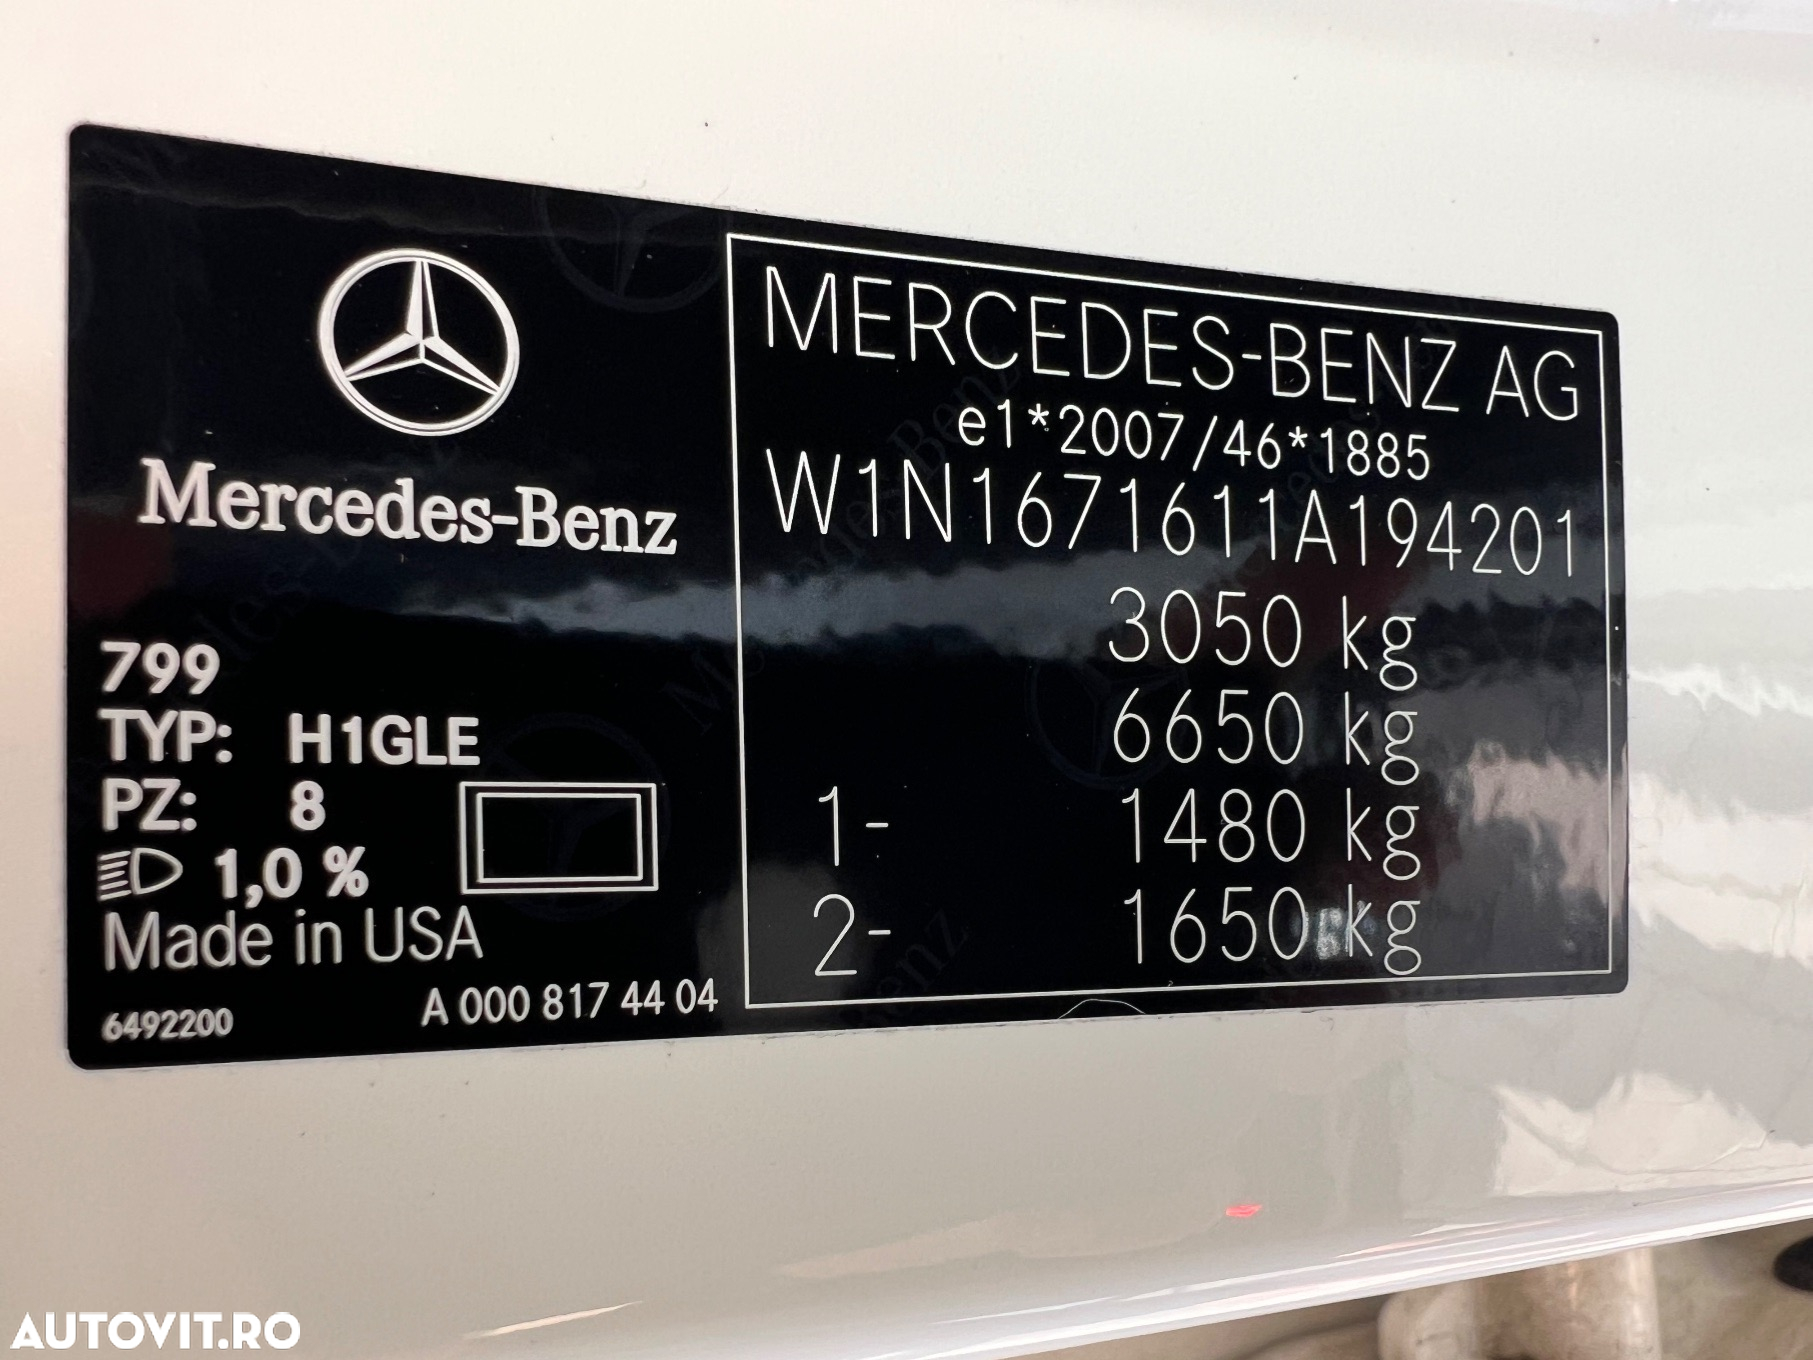 Mercedes-Benz
799
TYP: H1GLE
PZ: 8
1,0 %
Made in USA
6492200 A 000 817 44 04
MERCEDES-BENZ AG
e1*2007/46*1885
W1N1671611A194201
3050 kg
6650 kg
1- 1480 kg
2- 1650 kg
AUTOVIT.RO